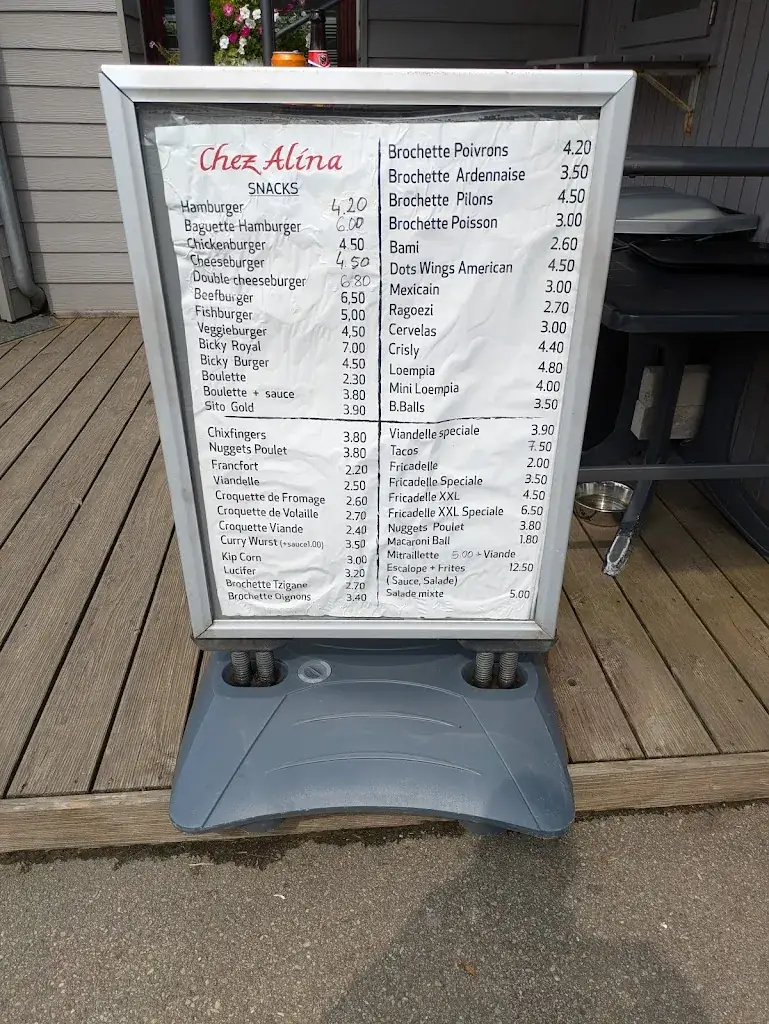 Chez Alina
SNACKS
Hamburger 4.20
Baguette Hamburger 6.00
Chickenburger 4.50
Cheeseburger 4.50
Double cheeseburger 6.80
Beefburger 6,50
Fishburger 5,00
Veggieburger 4,50
Bicky Royal 7.00
Bicky Burger 4.50
Boulette 2.30
Boulette + sauce 3.80
Sito Gold 3.90
Chixfingers 3.80
Nuggets Poulet 3.80
Francfort 2.20
Viandelle 2.50
Croquette de Fromage 2.60
Croquette de Volaille 2.70
Croquette Viande 2.40
Curry Wurst (+sauce1.00) 3.50
Kip Corn 3.00
Lucifer 3.20
Brochette Tzigane 2.70
Brochette Oignons 3.40
Brochette Poivrons 4.20
Brochette Ardennaise 3.50
Brochette Pilons 4.50
Brochette Poisson 3.00
Bami 2.60
Dots Wings American 4.50
Mexicain 3.00
Ragoezi 2.70
Cervelas 3.00
Crisly 4.40
Loempia 4.80
Mini Loempia 4.00
B.Balls 3.50
Viandelle speciale 3.90
Tacos 7.50
Fricadelle 2.00
Fricadelle Speciale 3.50
Fricadelle XXL 4.50
Fricadelle XXL Speciale 6.50
Nuggets Poulet 3.80
Macaroni Ball 1.80
Mitraillette 5.00 + Viande
Escalope + Frites 12.50
( Sauce, Salade)
Salade mixte 5.00